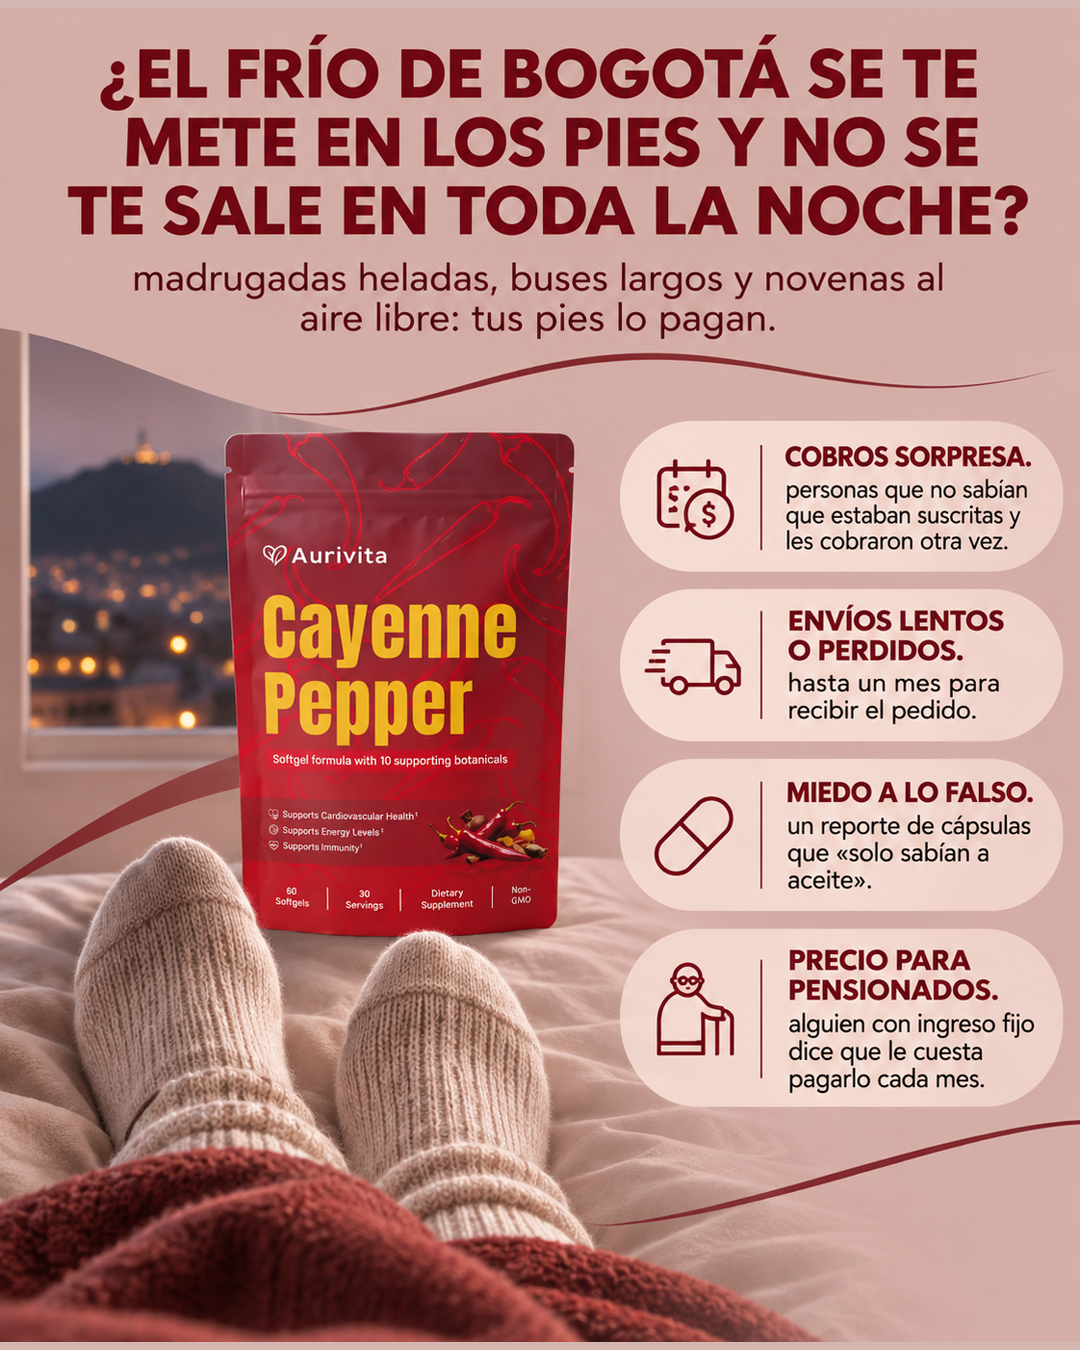 ¿EL FRÍO DE BOGOTÁ SE TE
METE EN LOS PIES Y NO SE
TE SALE EN TODA LA NOCHE?
madrugadas heladas, buses largos y novenas al
aire libre: tus pies lo pagan.
Aurivita
Cayenne
Pepper
Softgel formula with 10 supporting botanicals
Supports Cardiovascular Health¹
Supports Energy Levels¹
Supports Immunity¹
60
Softgels
30
Servings
Dietary
Supplement
Non-
GMO
COBROS SORPRESA.
personas que no sabían
que estaban suscritas y
les cobraron otra vez.
ENVÍOS LENTOS
O PERDIDOS.
hasta un mes para
recibir el pedido.
MIEDO A LO FALSO.
un reporte de cápsulas
que «solo sabían a
aceite».
PRECIO PARA
PENSIONADOS.
alguien con ingreso fijo
dice que le cuesta
pagarlo cada mes.